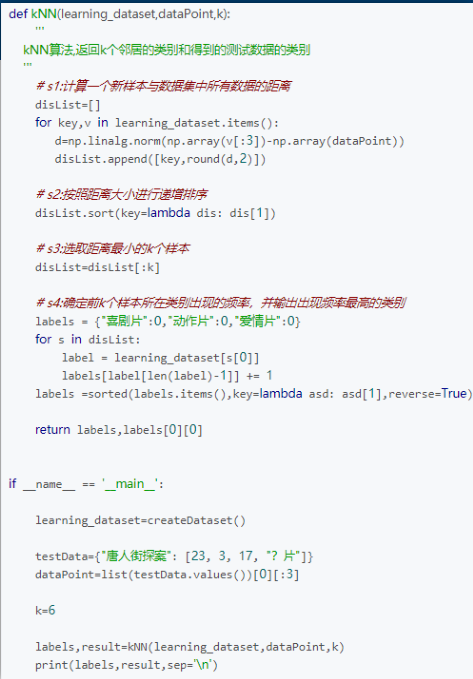 def kNN(learning_dataset,dataPoint,k):
'''
kNN算法,返回k个邻居的类别和得到的测试数据的类别
'''
# s1:计算一个新样本与数据集中所有数据的距离
disList=[]
for key,v in learning_dataset.items():
d=np.linalg.norm(np.array(v[:3])-np.array(dataPoint))
disList.append([key,round(d,2)])
# s2:按照距离大小进行递增排序
disList.sort(key=lambda dis: dis[1])
# s3:选取距离最小的k个样本
disList=disList[:k]
# s4:确定前k个样本所在类别出现的频率，并输出出现频率最高的类别
labels = {"喜剧片":0,"动作片":0,"爱情片":0}
for s in disList:
label = learning_dataset[s[0]]
labels[label[len(label)-1]] += 1
labels =sorted(labels.items(),key=lambda asd: asd[1],reverse=True)
return labels,labels[0][0]
if __name__ == '__main__':
learning_dataset=createDataset()
testData={"唐人街探案": [23, 3, 17, "？片"]}
dataPoint=list(testData.values())[0][:3]
k=6
labels,result=kNN(learning_dataset,dataPoint,k)
print(labels,result,sep='\n')